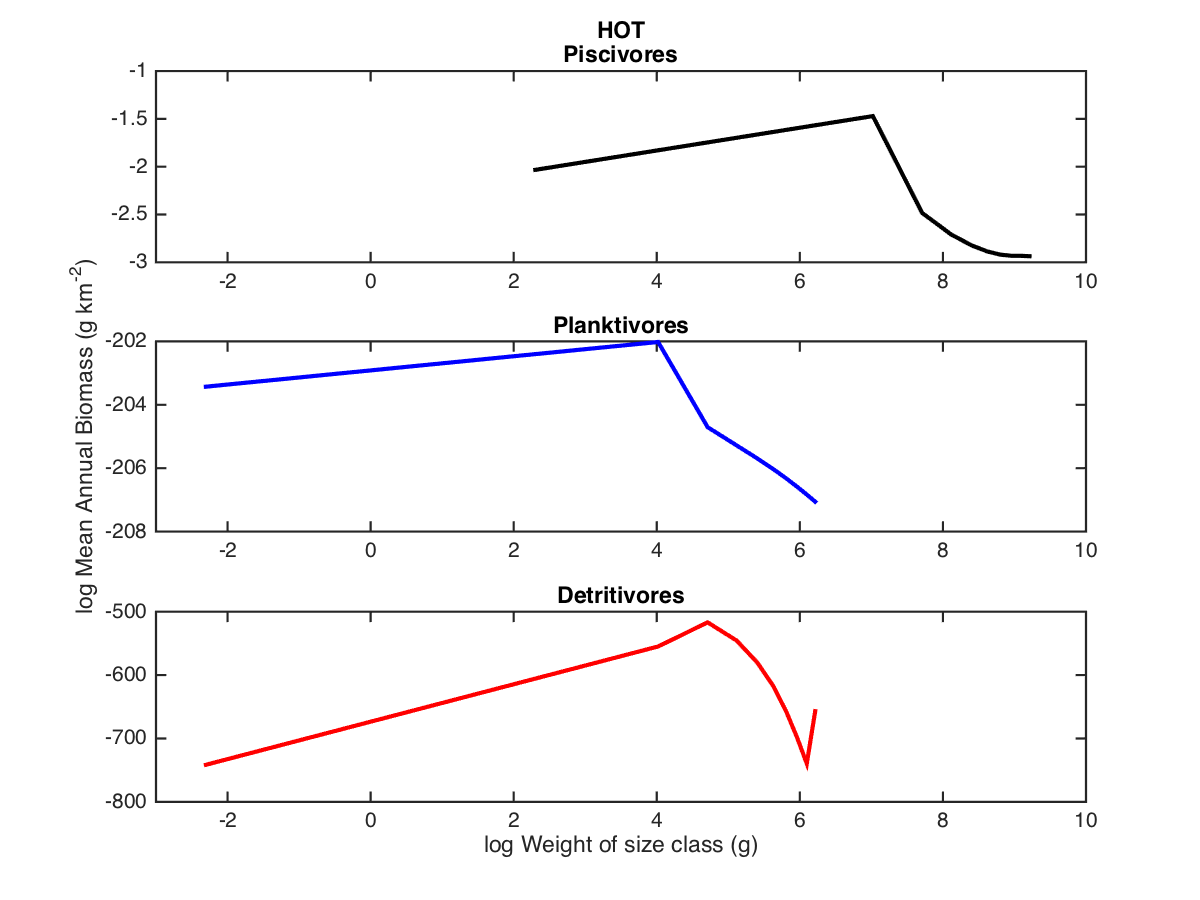 HOT
Piscivores
-1
-1.5
-2
-2.5
-3
-2 0 2 4 6 8 10
Planktivores
-202
-204
-206
-208
-2 0 2 4 6 8 10
log Mean Annual Biomass (g km-2)
Detritivores
-500
-600
-700
-800
-2 0 2 4 6 8 10
log Weight of size class (g)